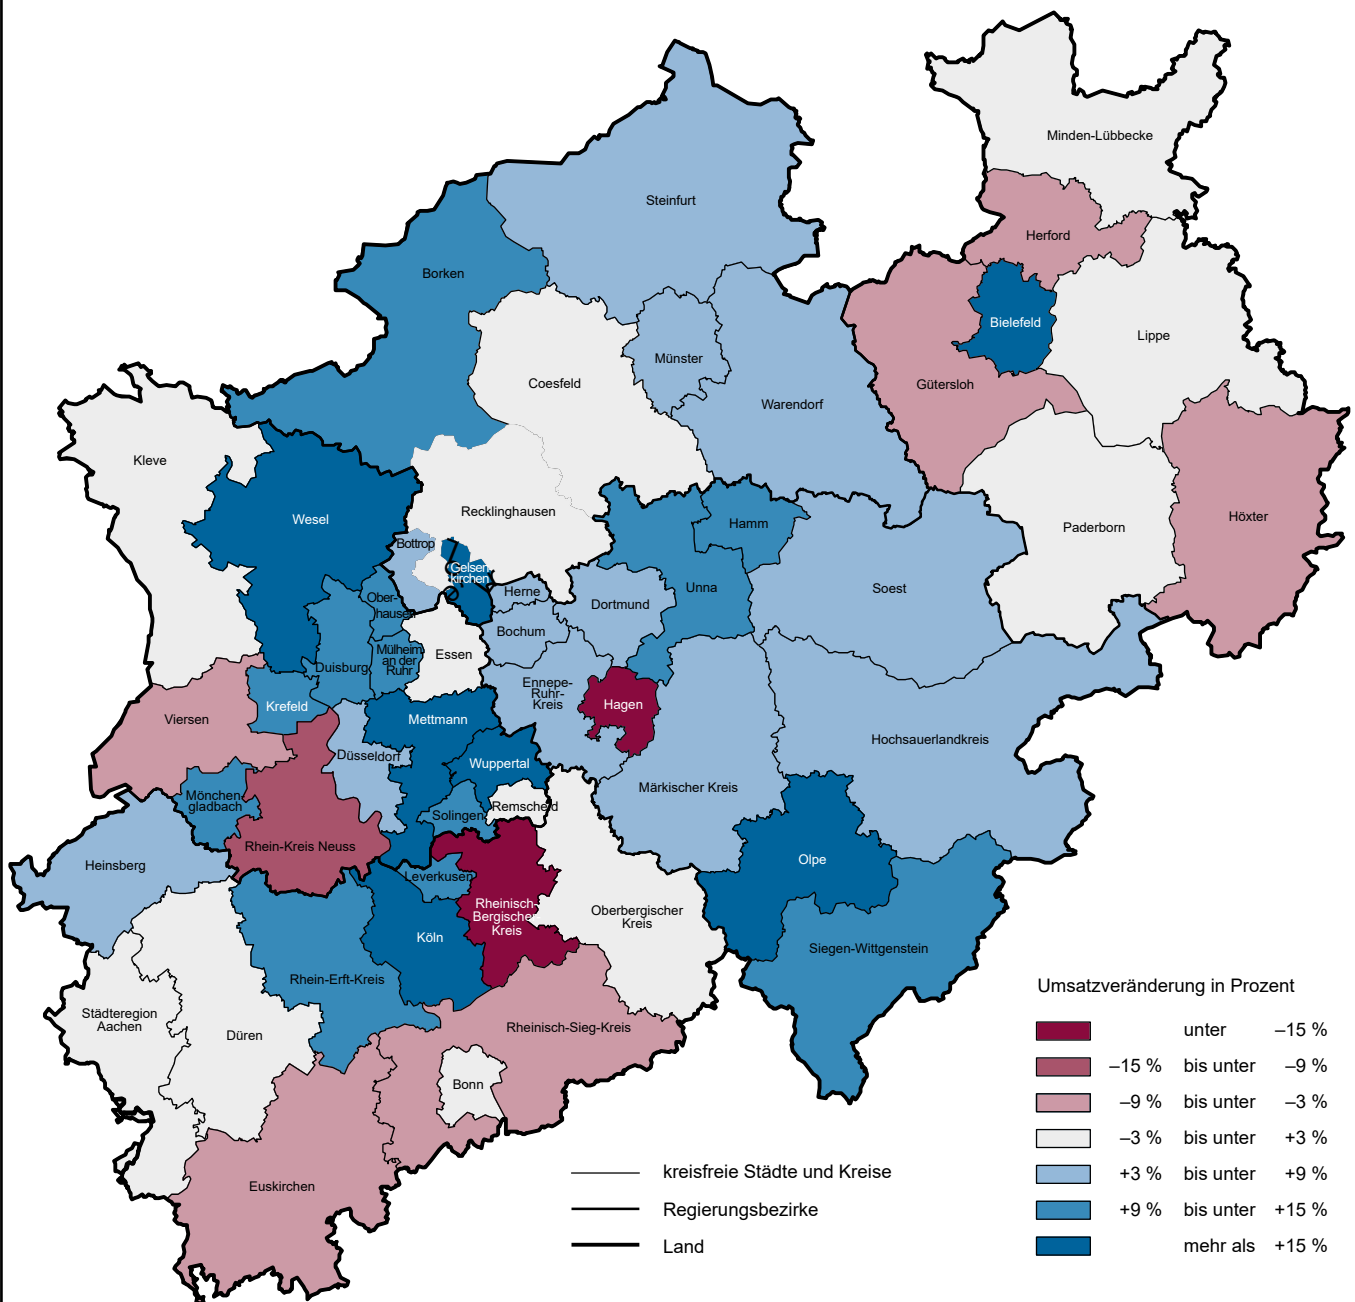 Minden-Lübbecke
Steinfurt
Herford
Borken
Bielefeld
Lippe
Münster
Coesfeld
Gütersloh
Warendorf
Kleve
Wesel
Recklinghausen
Hamm
Paderborn
Höxter
Bottrop
Gelsen
kirchen
Herne
Unna
Soest
Ober-
hausen
Dortmund
Bochum
Mülheim
an der
Ruhr
Essen
Duisburg
Ennepe-
Ruhr-
Kreis
Hagen
Viersen
Krefeld
Mettmann
Hochsauerlandkreis
Düsseldorf
Wuppertal
Märkischer Kreis
Mönchen-
gladbach
Remscheid
Solingen
Rhein-Kreis Neuss
Heinsberg
Olpe
Leverkusen
Rheinisch-
Bergischer
Kreis
Oberbergischer
Kreis
Köln
Siegen-Wittgenstein
Rhein-Erft-Kreis
Städteregion
Aachen
Düren
Rheinisch-Sieg-Kreis
Bonn
Euskirchen
Umsatzveränderung in Prozent
unter –15 %
–15 % bis unter –9 %
–9 % bis unter –3 %
–3 % bis unter +3 %
+3 % bis unter +9 %
+9 % bis unter +15 %
mehr als +15 %
kreisfreie Städte und Kreise
Regierungsbezirke
Land